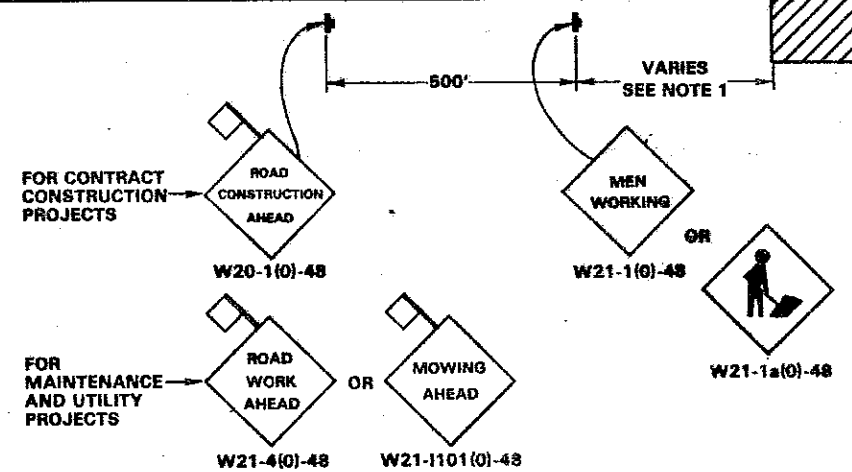 500'
VARIES
SEE NOTE 1
FOR CONTRACT
CONSTRUCTION
PROJECTS
ROAD
CONSTRUCTION
AHEAD
W20-1(0)-48
MEN
WORKING
W21-1(0)-48
OR
W21-1a(0)-48
FOR
MAINTENANCE
AND UTILITY
PROJECTS
ROAD
WORK
AHEAD
W21-4(0)-48
OR
MOWING
AHEAD
W21-I101(0)-48